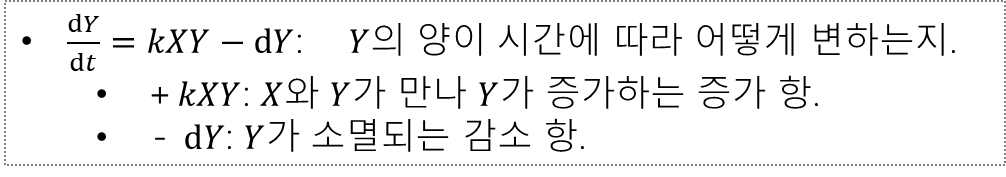 • dY/dt = kXY − dY: Y의 양이 시간에 따라 어떻게 변하는지.
• + kXY: X와 Y가 만나 Y가 증가하는 증가 항.
• - dY: Y가 소멸되는 감소 항.